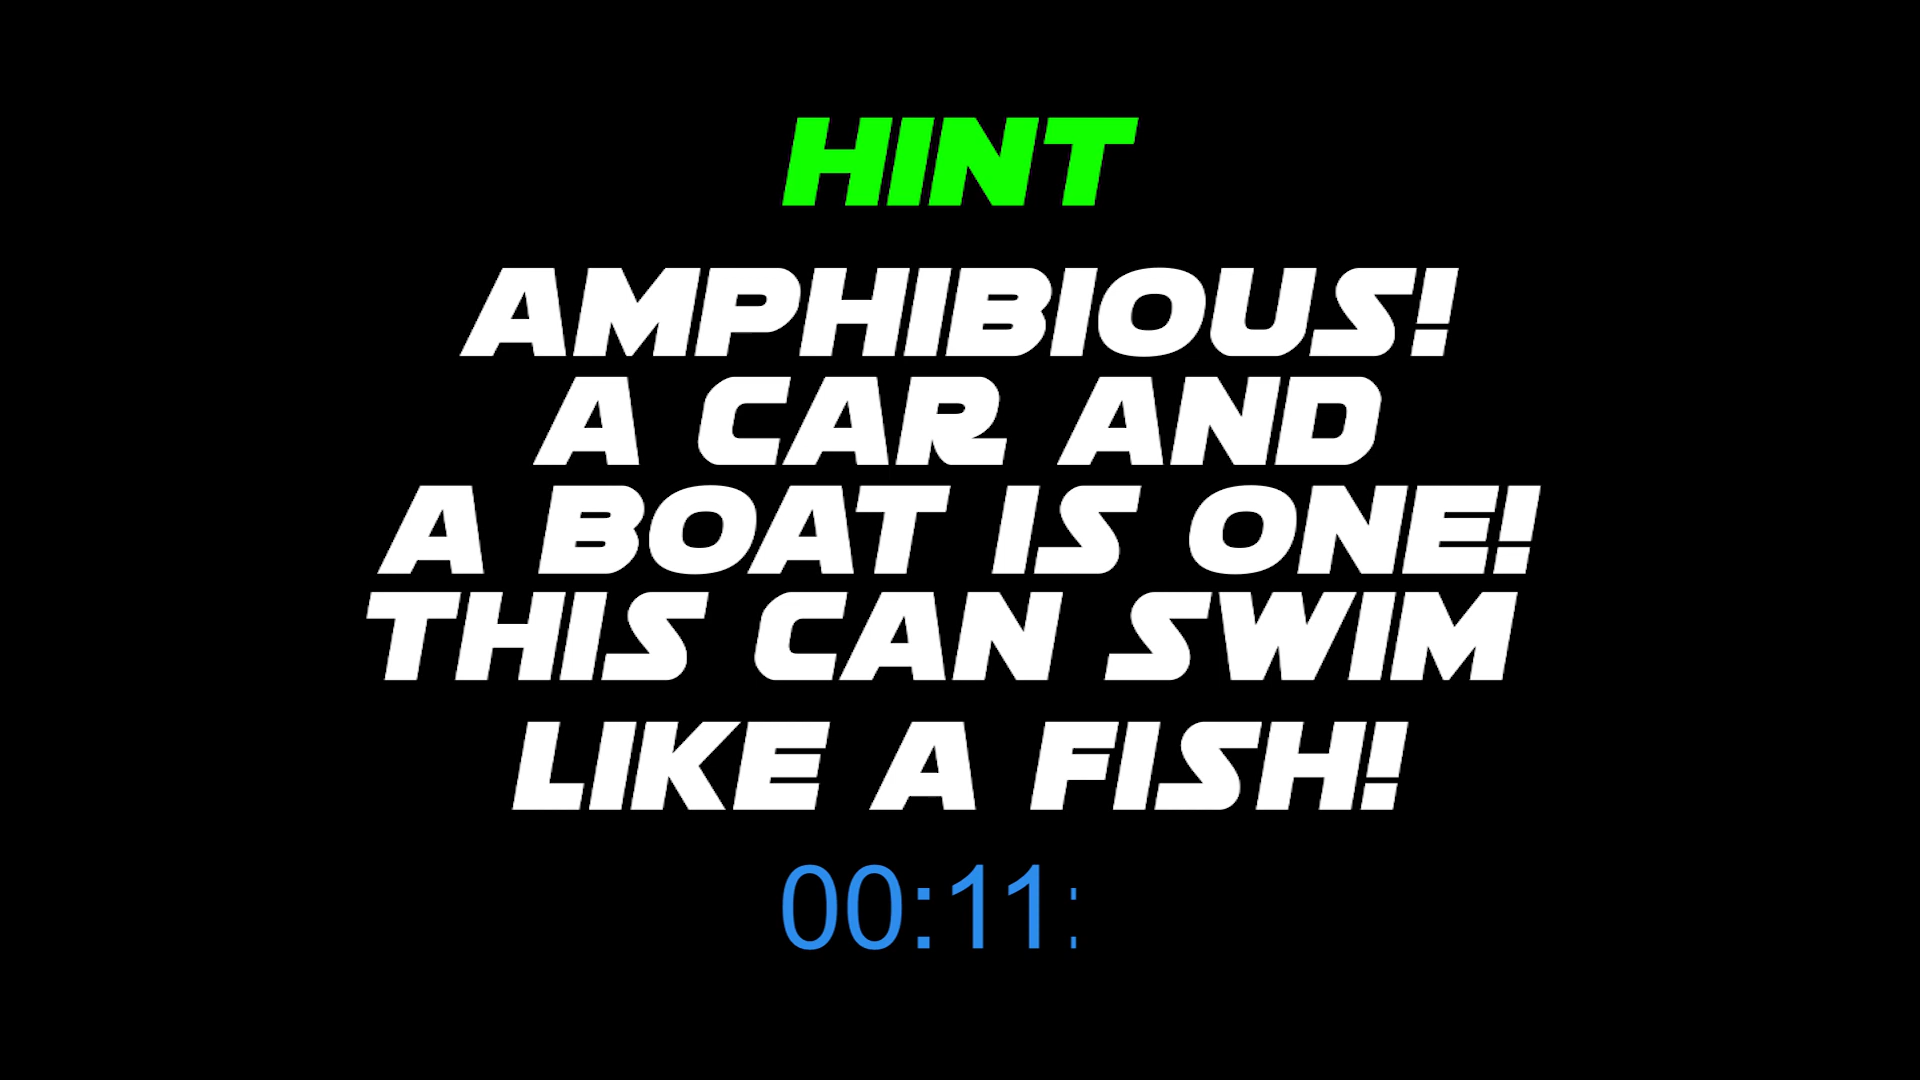 HINT
AMPHIBIOUS!
A CAR AND
A BOAT IS ONE!
THIS CAN SWIM
LIKE A FISH!
00:11: